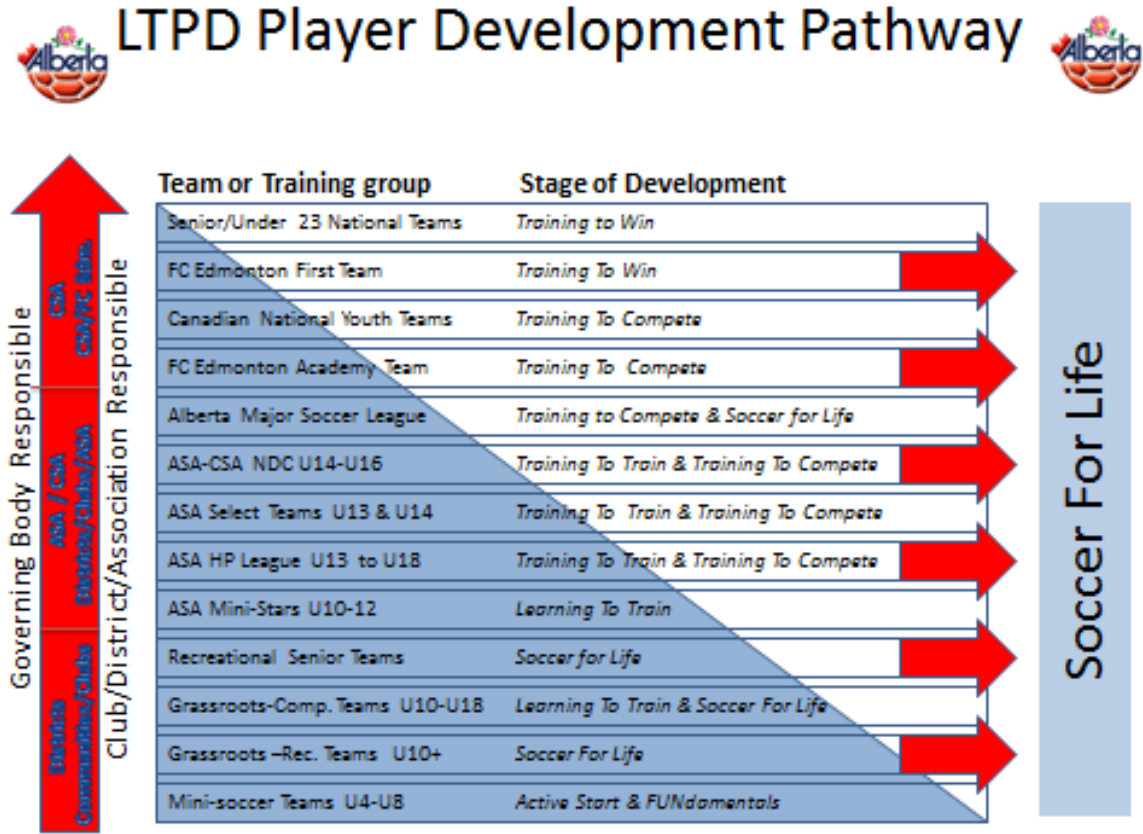 LTPD Player Development Pathway
Alberta
Alberta
Team or Training group Stage of Development
Senior/Under 23 National Teams Training to Win
FC Edmonton First Team Training To Win
Canadian National Youth Teams Training To Compete
FC Edmonton Academy Team Training To Compete
Alberta Major Soccer League Training to Compete & Soccer for Life
ASA-CSA NDC U14-U16 Training To Train & Training To Compete
ASA Select Teams U13 & U14 Training To Train & Training To Compete
ASA HP League U13 to U18 Training To Train & Training To Compete
ASA Mini-Stars U10-12 Learning To Train
Recreational Senior Teams Soccer for Life
Grassroots-Comp. Teams U10-U18 Learning To Train & Soccer For Life
Grassroots –Rec. Teams U10+ Soccer For Life
Mini-soccer Teams U4-U8 Active Start & FUNdamentals
Governing Body Responsible
CSA
CSA/FC Edm.
ASA / CSA
Districts/Clubs/ASA
Districts
Communities/Clubs
Club/District/Association Responsible
Soccer For Life